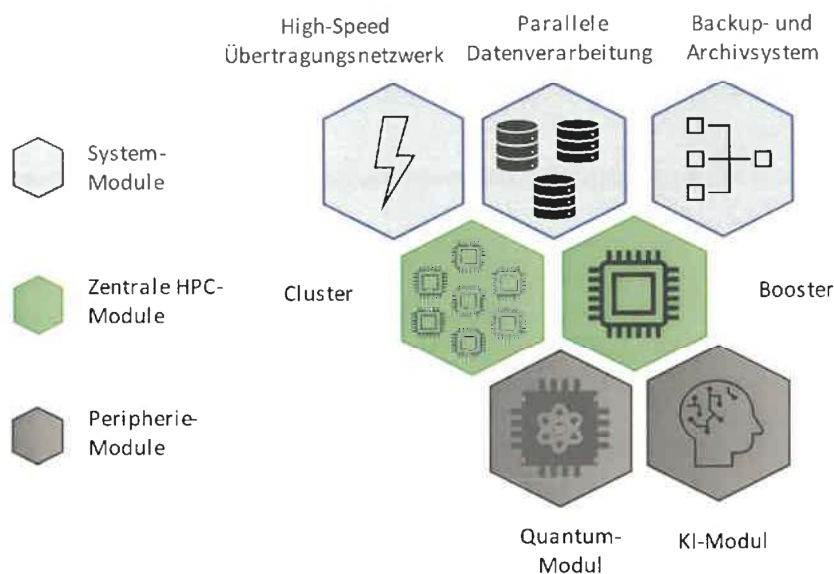 High-Speed
Übertragungsnetzwerk
Parallele
Datenverarbeitung
Backup- und
Archivsystem
System-
Module
Zentrale HPC-
Module
Cluster
Booster
Peripherie-
Module
Quantum-
Modul
KI-Modul